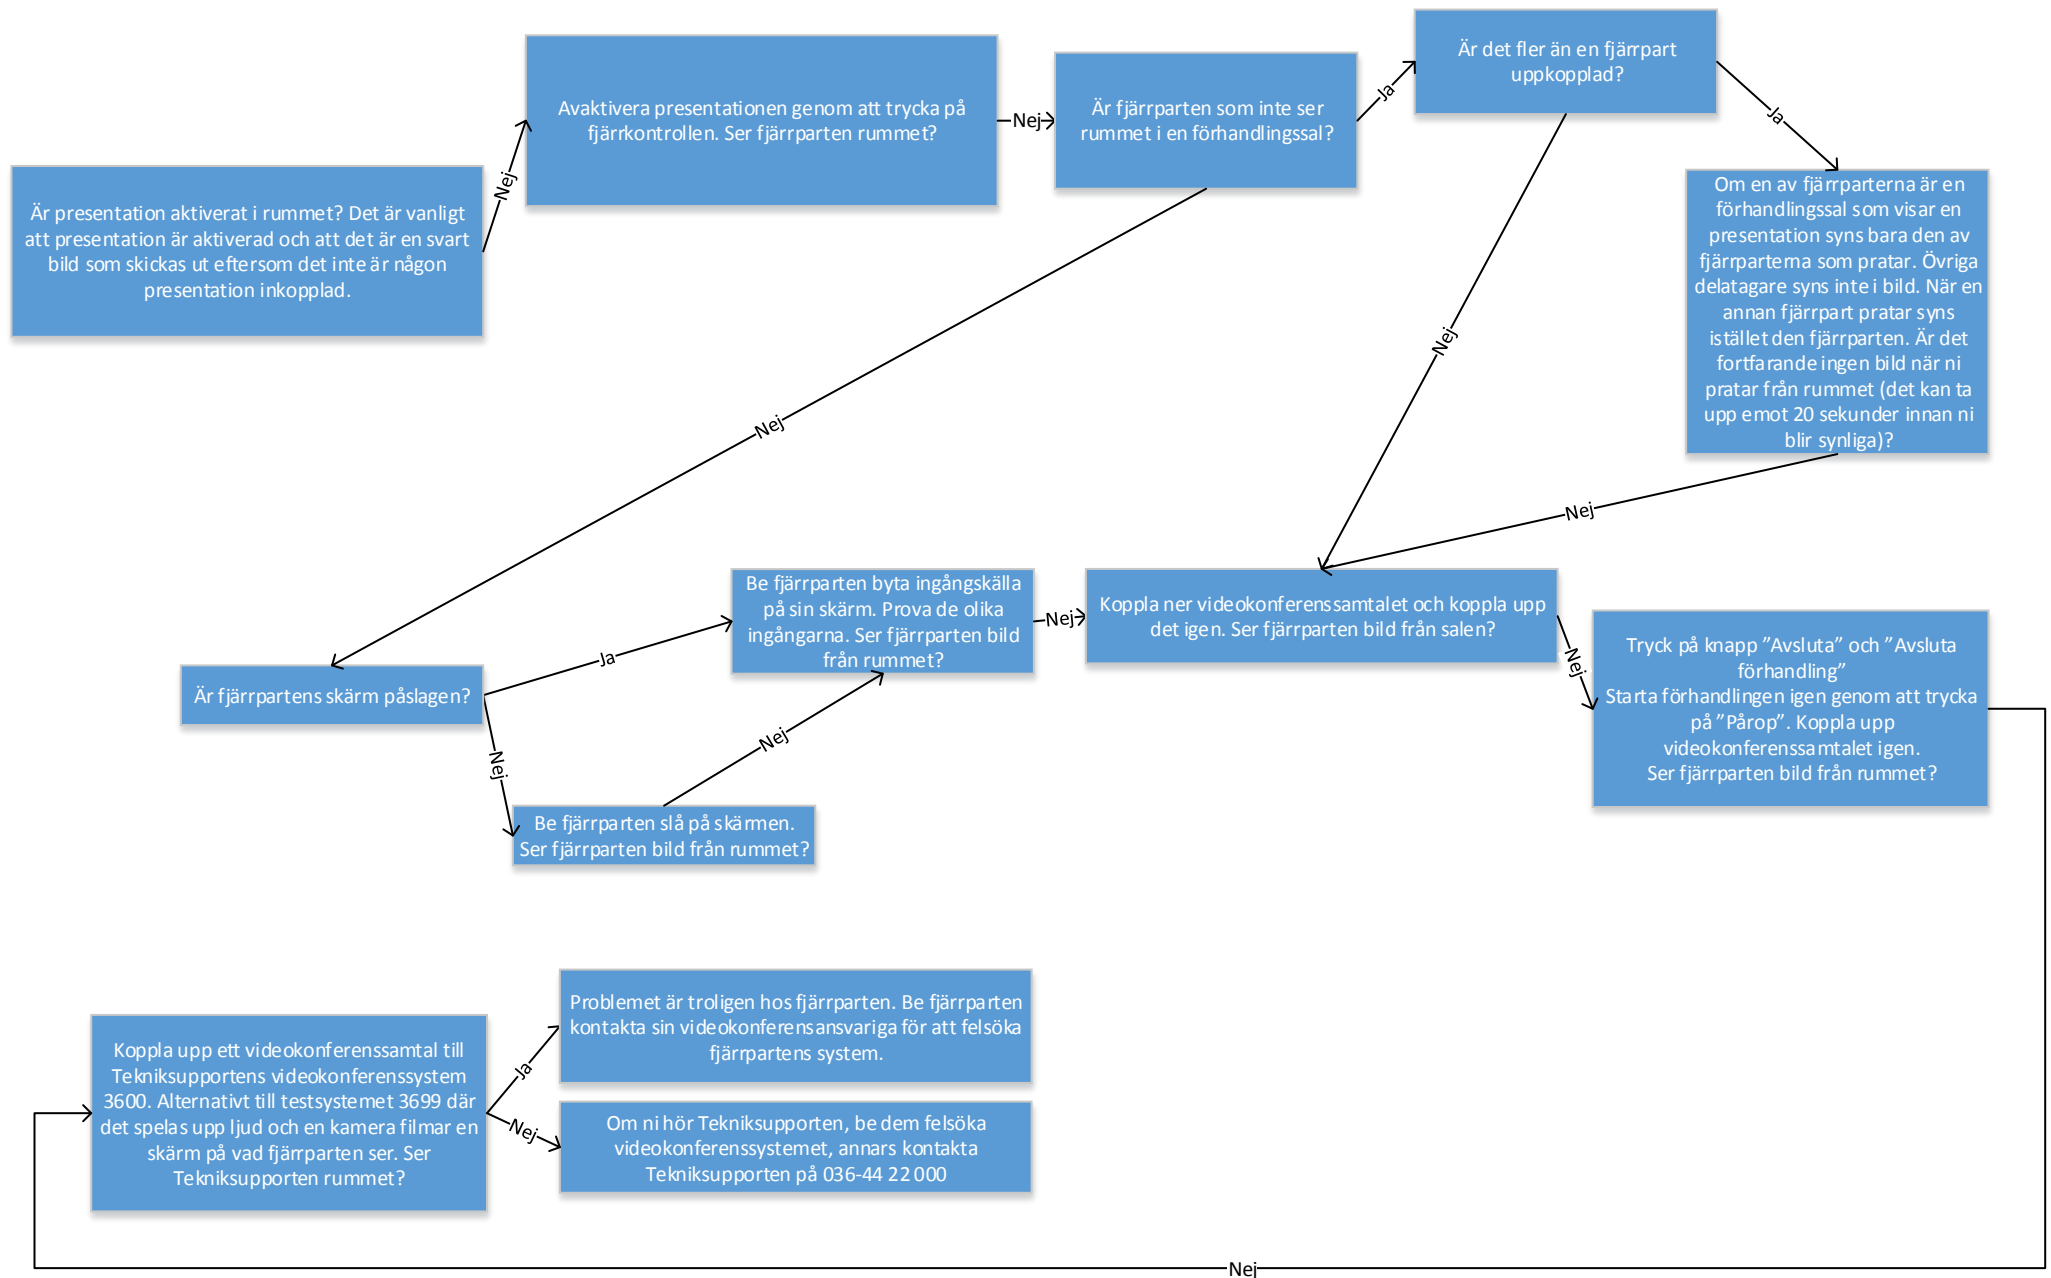 Är presentation aktiverat i rummet? Det är vanligt
att presentation är aktiverad och att det är en svart
bild som skickas ut eftersom det inte är någon
presentation inkopplad.
Nej
Avaktivera presentationen genom att trycka på
fjärrkontrollen. Ser fjärrparten rummet?
Nej
Är fjärrparten som inte ser
rummet i en förhandlingssal?
Ja
Är det fler än en fjärrpart
uppkopplad?
Ja
Om en av fjärrparterna är en
förhandlingssal som visar en
presentation syns bara den av
fjärrparterna som pratar. Övriga
delatagare syns inte i bild. När en
annan fjärrpart pratar syns
istället den fjärrparten. Är det
fortfarande ingen bild när ni
pratar från rummet (det kan ta
upp emot 20 sekunder innan ni
blir synliga)?
Nej
Nej
Nej
Är fjärrpartens skärm påslagen?
Ja
Nej
Be fjärrparten slå på skärmen.
Ser fjärrparten bild från rummet?
Nej
Be fjärrparten byta ingångskälla
på sin skärm. Prova de olika
ingångarna. Ser fjärrparten bild
från rummet?
Nej
Koppla ner videokonferenssamtalet och koppla upp
det igen. Ser fjärrparten bild från salen?
Nej
Tryck på knapp ”Avsluta” och ”Avsluta
förhandling”
Starta förhandlingen igen genom att trycka
på ”Pårop”. Koppla upp
videokonferenssamtalet igen.
Ser fjärrparten bild från rummet?
Nej
Koppla upp ett videokonferenssamtal till
Tekniksupportens videokonferenssystem
3600. Alternativt till testsystemet 3699 där
det spelas upp ljud och en kamera filmar en
skärm på vad fjärrparten ser. Ser
Tekniksupporten rummet?
Ja
Problemet är troligen hos fjärrparten. Be fjärrparten
kontakta sin videokonferensansvariga för att felsöka
fjärrpartens system.
Nej
Om ni hör Tekniksupporten, be dem felsöka
videokonferenssystemet, annars kontakta
Tekniksupporten på 036-44 22 000